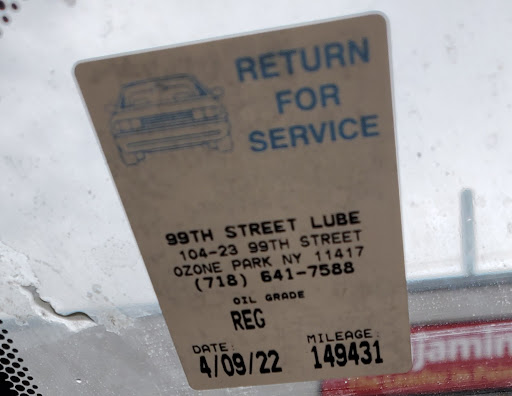 RETURN
FOR
SERVICE
99TH STREET LUBE
104-23 99TH STREET
OZONE PARK NY 11417
(718) 641-7588
OIL GRADE
REG
DATE: MILEAGE:
4/09/22 149431
jamin